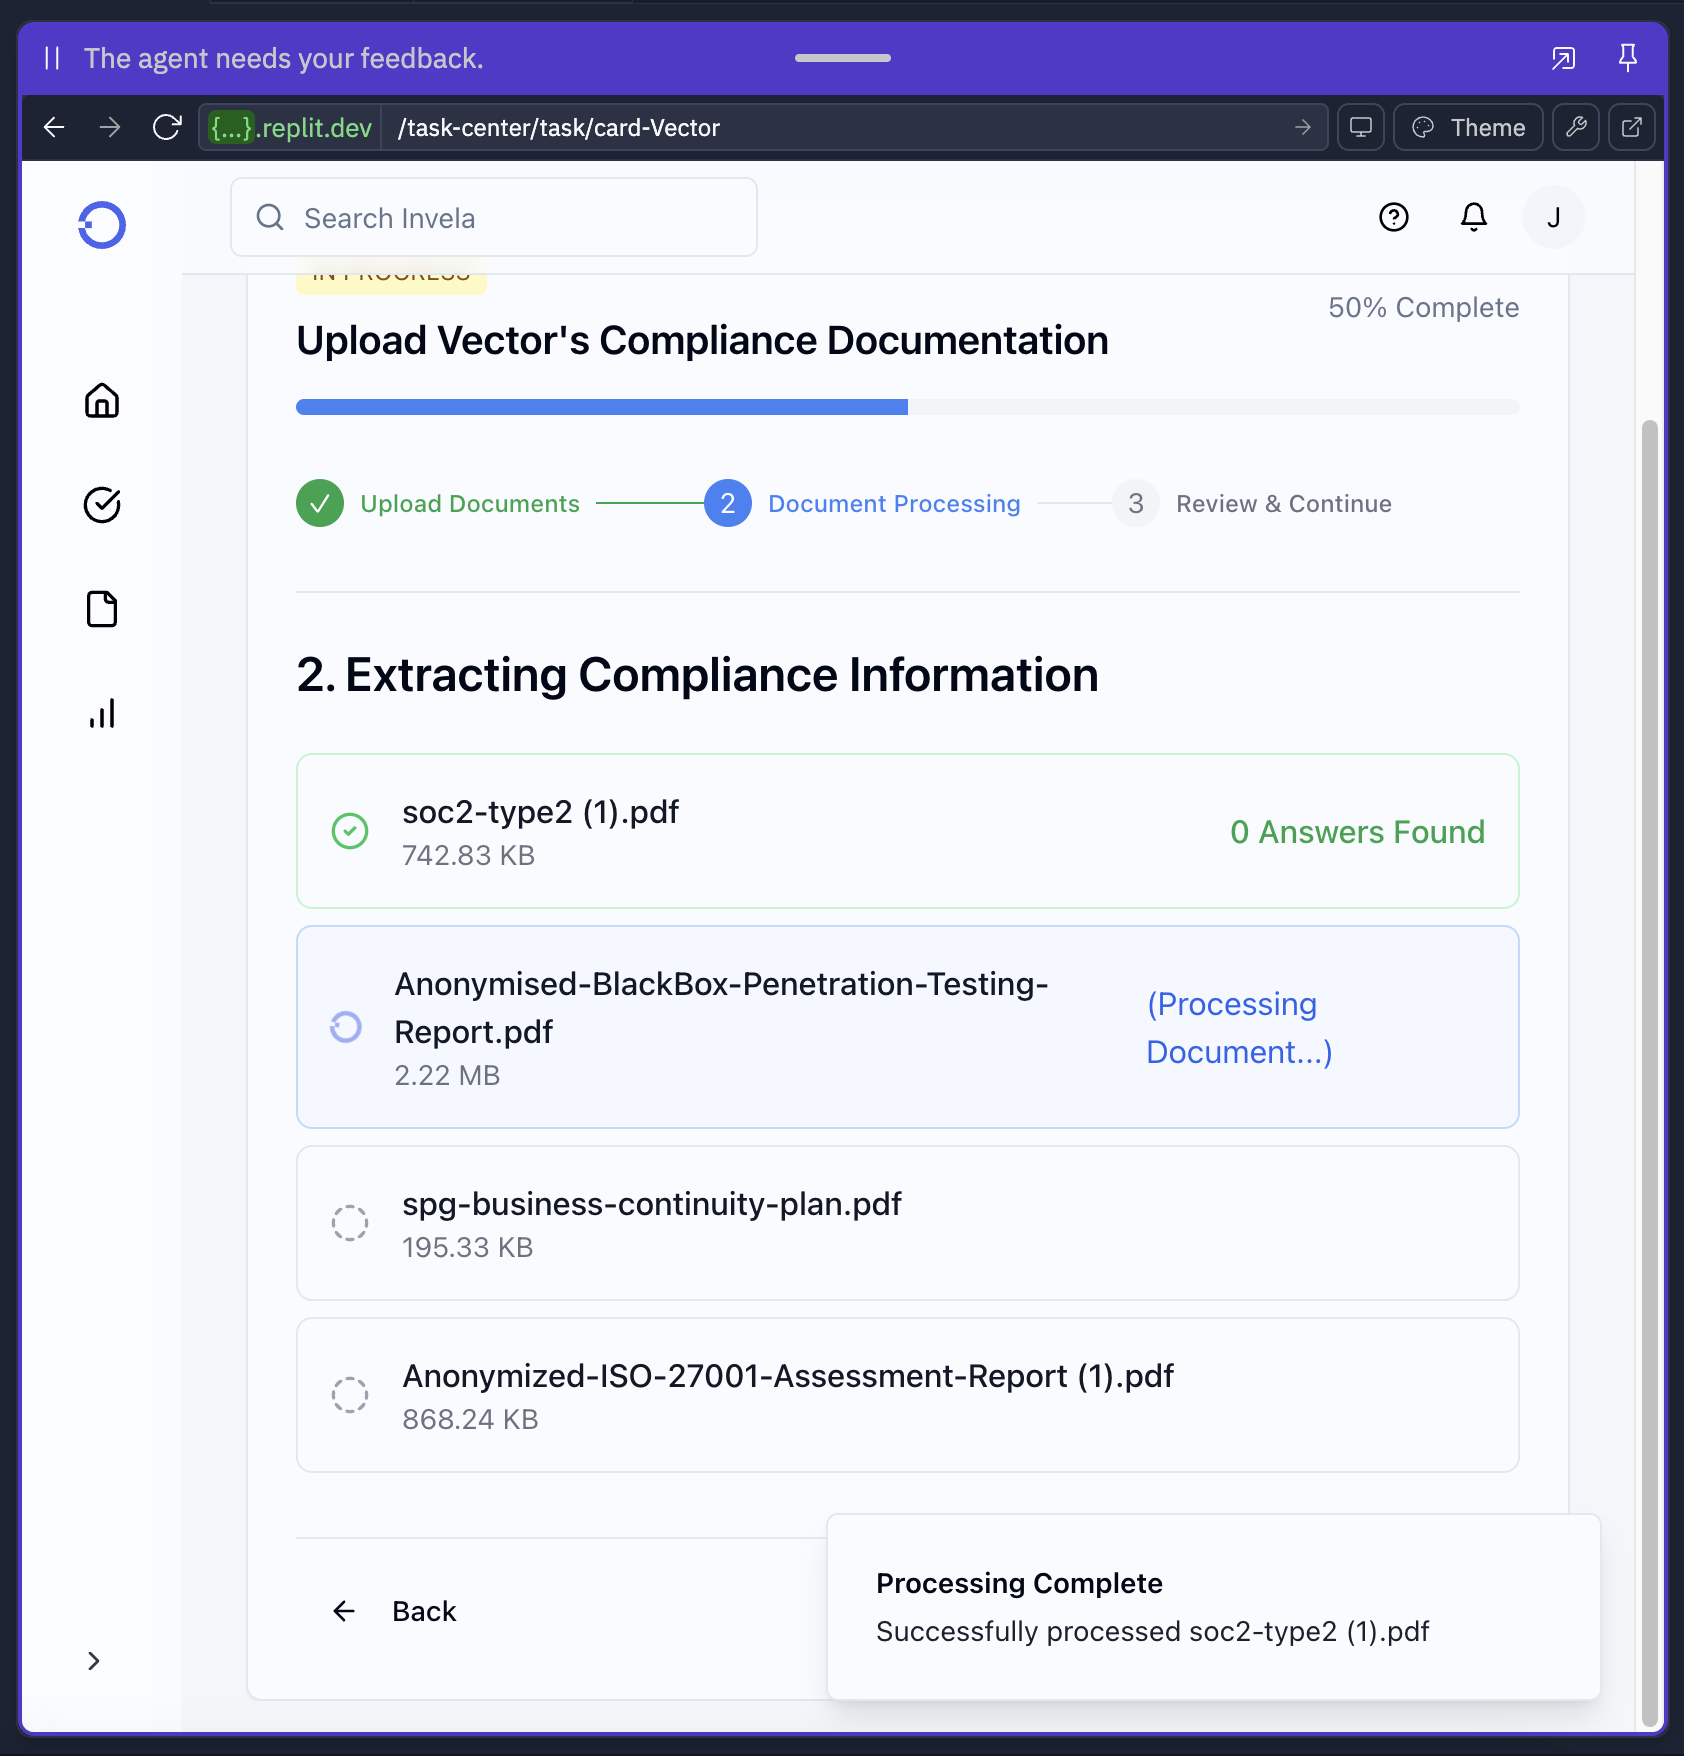 The agent needs your feedback.
{...}.replit.dev /task-center/task/card-Vector
Theme
Search Invela
J
IN PROGRESS
50% Complete
Upload Vector's Compliance Documentation
Upload Documents
2 Document Processing
3 Review & Continue
2. Extracting Compliance Information
soc2-type2 (1).pdf
742.83 KB
0 Answers Found
Anonymised-BlackBox-Penetration-Testing-
Report.pdf
2.22 MB
(Processing
Document...)
spg-business-continuity-plan.pdf
195.33 KB
Anonymized-ISO-27001-Assessment-Report (1).pdf
868.24 KB
Back
Processing Complete
Successfully processed soc2-type2 (1).pdf